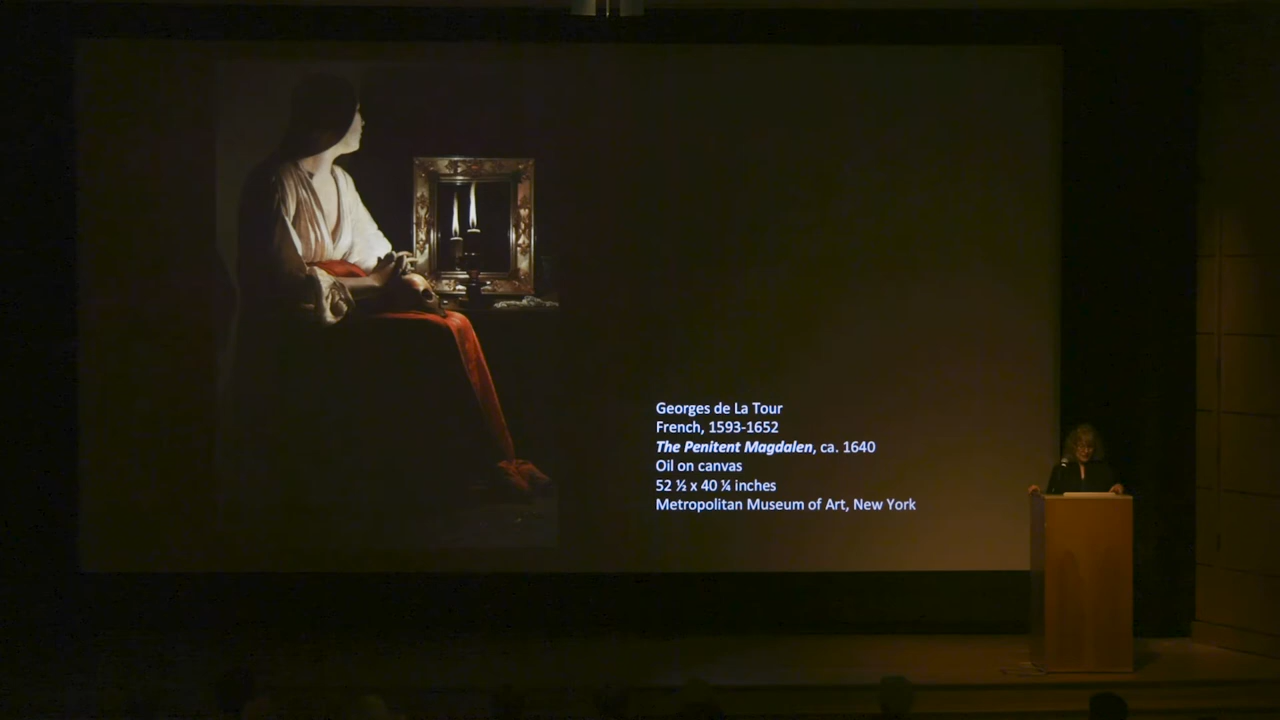 Georges de La Tour
French, 1593-1652
The Penitent Magdalen, ca. 1640
Oil on canvas
52 ½ x 40 ¼ inches
Metropolitan Museum of Art, New York